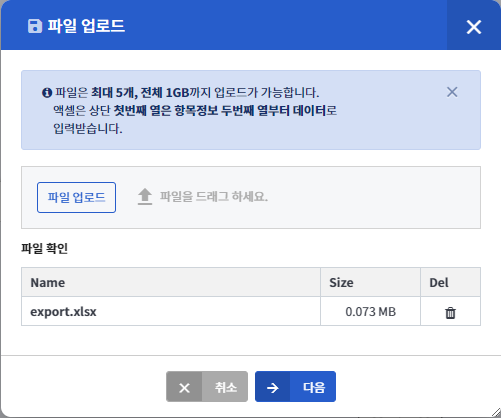 파일 업로드
파일은 최대 5개, 전체 1GB까지 업로드가 가능합니다.
액셀은 상단 첫번째 열은 항목정보 두번째 열부터 데이터로
입력받습니다.
파일 업로드 파일을 드래그 하세요.
파일 확인
Name Size Del
export.xlsx 0.073 MB
취소 다음